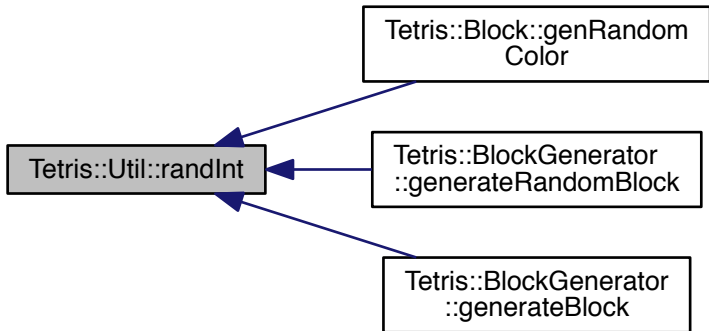 Tetris::Block::genRandom
Color
Tetris::Util::randInt
Tetris::BlockGenerator
::generateRandomBlock
Tetris::BlockGenerator
::generateBlock